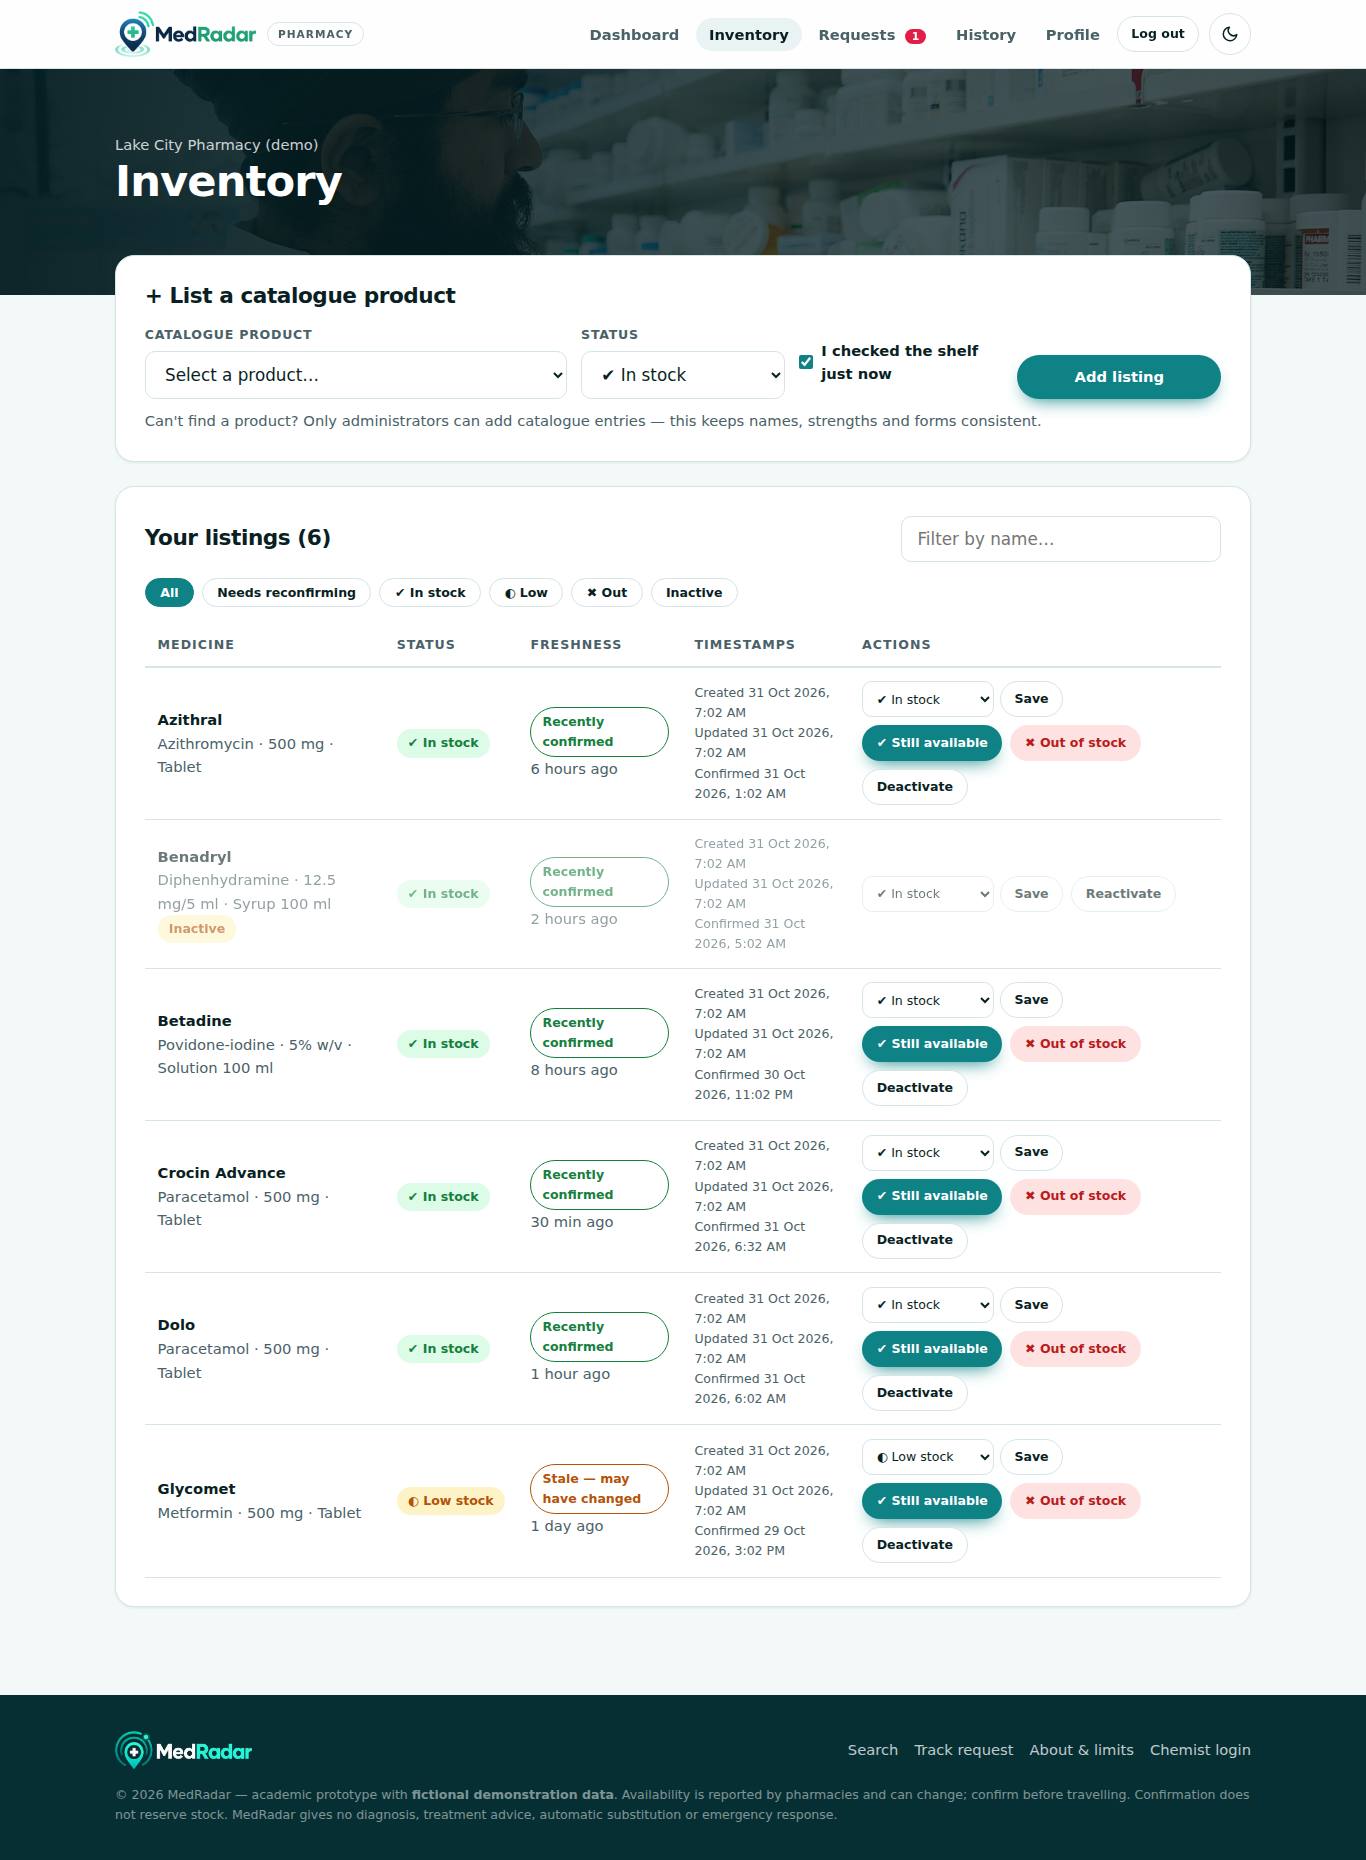 MedRadar PHARMACY Dashboard Inventory Requests 1 History Profile Log out
Lake City Pharmacy (demo)
Inventory
+ List a catalogue product
CATALOGUE PRODUCT STATUS
I checked the shelf
just now
Select a product... ✔ In stock Add listing
Can't find a product? Only administrators can add catalogue entries — this keeps names, strengths and forms consistent.
Your listings (6) Filter by name...
All Needs reconfirming ✔ In stock ◐ Low ✖ Out Inactive
MEDICINE STATUS FRESHNESS TIMESTAMPS ACTIONS
Azithral
Azithromycin · 500 mg ·
Tablet
✔ In stock
Recently
confirmed
6 hours ago
Created 31 Oct 2026,
7:02 AM
Updated 31 Oct 2026,
7:02 AM
Confirmed 31 Oct
2026, 1:02 AM
✔ In stock Save
✔ Still available ✖ Out of stock
Deactivate
Benadryl
Diphenhydramine · 12.5
mg/5 ml · Syrup 100 ml
Inactive
✔ In stock
Recently
confirmed
2 hours ago
Created 31 Oct 2026,
7:02 AM
Updated 31 Oct 2026,
7:02 AM
Confirmed 31 Oct
2026, 5:02 AM
✔ In stock Save Reactivate
Betadine
Povidone-iodine · 5% w/v ·
Solution 100 ml
✔ In stock
Recently
confirmed
8 hours ago
Created 31 Oct 2026,
7:02 AM
Updated 31 Oct 2026,
7:02 AM
Confirmed 30 Oct
2026, 11:02 PM
✔ In stock Save
✔ Still available ✖ Out of stock
Deactivate
Crocin Advance
Paracetamol · 500 mg ·
Tablet
✔ In stock
Recently
confirmed
30 min ago
Created 31 Oct 2026,
7:02 AM
Updated 31 Oct 2026,
7:02 AM
Confirmed 31 Oct
2026, 6:32 AM
✔ In stock Save
✔ Still available ✖ Out of stock
Deactivate
Dolo
Paracetamol · 500 mg ·
Tablet
✔ In stock
Recently
confirmed
1 hour ago
Created 31 Oct 2026,
7:02 AM
Updated 31 Oct 2026,
7:02 AM
Confirmed 31 Oct
2026, 6:02 AM
✔ In stock Save
✔ Still available ✖ Out of stock
Deactivate
Glycomet
Metformin · 500 mg · Tablet
◐ Low stock
Stale — may
have changed
1 day ago
Created 31 Oct 2026,
7:02 AM
Updated 31 Oct 2026,
7:02 AM
Confirmed 29 Oct
2026, 3:02 PM
◐ Low stock Save
✔ Still available ✖ Out of stock
Deactivate
MedRadar Search Track request About & limits Chemist login
© 2026 MedRadar — academic prototype with fictional demonstration data. Availability is reported by pharmacies and can change; confirm before travelling. Confirmation does
not reserve stock. MedRadar gives no diagnosis, treatment advice, automatic substitution or emergency response.